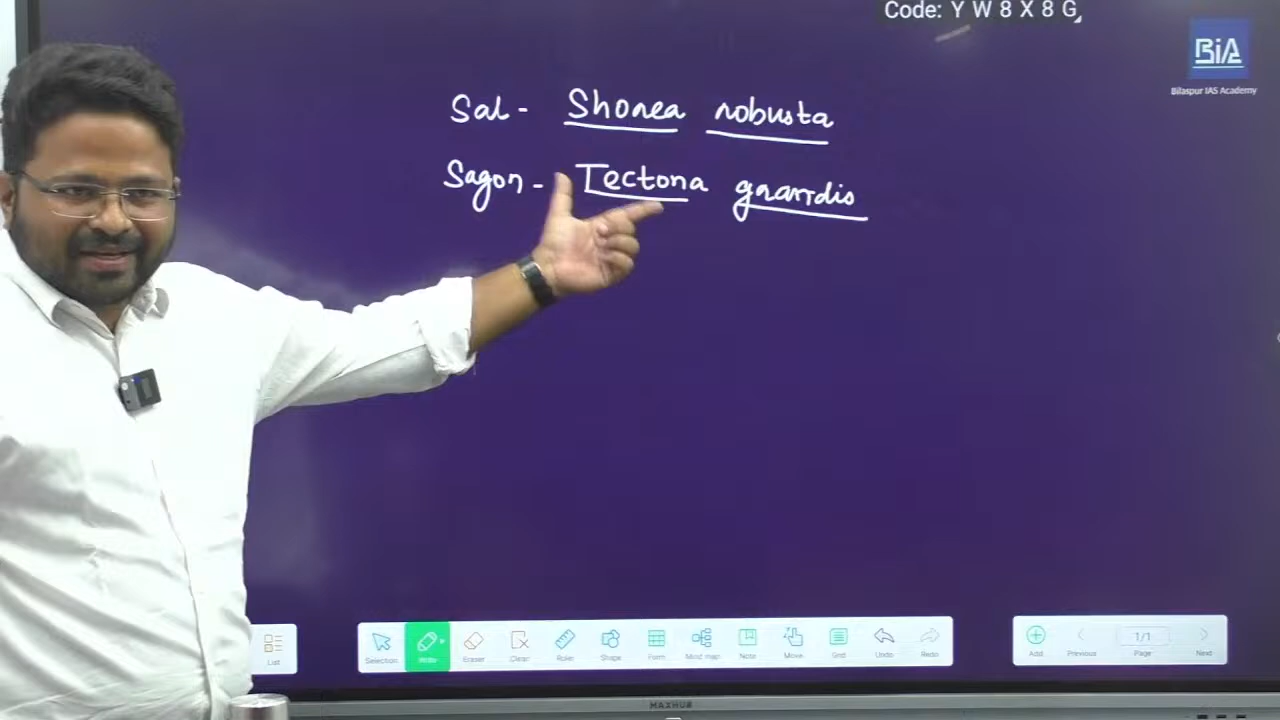 Code: Y W 8 X 8 G
BiA
Bilaspur IAS Academy
Sal - Shorea robusta
Sagon - Tectona grandis
List
Selection
Write
Eraser
Clear
Ruler
Shape
Form
Mind map
Note
Move
Grid
Undo
Redo
Add
Previous
1/1
Page
Next
MAXHUB